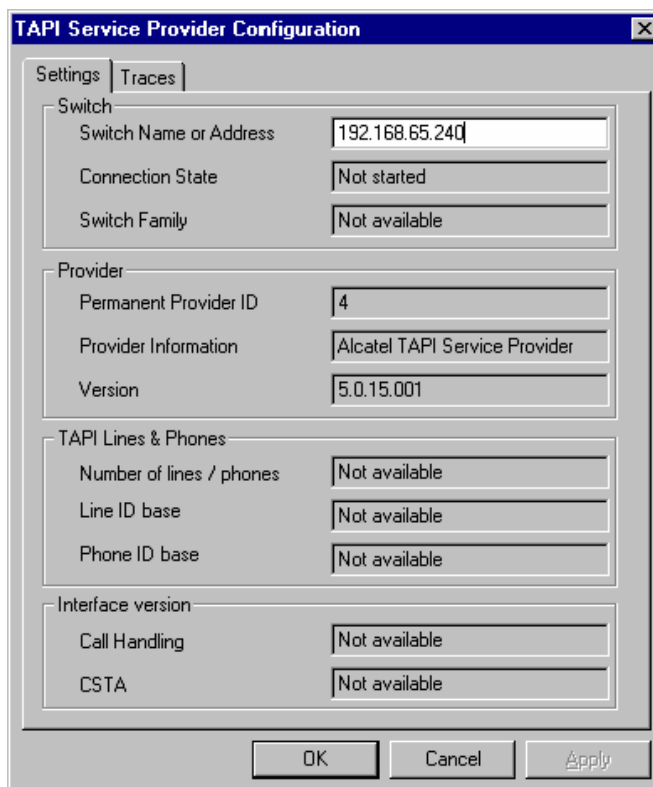 TAPI Service Provider Configuration
Settings Traces
Switch
Switch Name or Address 192.168.65.240
Connection State Not started
Switch Family Not available
Provider
Permanent Provider ID 4
Provider Information Alcatel TAPI Service Provider
Version 5.0.15.001
TAPI Lines & Phones
Number of lines / phones Not available
Line ID base Not available
Phone ID base Not available
Interface version
Call Handling Not available
CSTA Not available
OK Cancel Apply